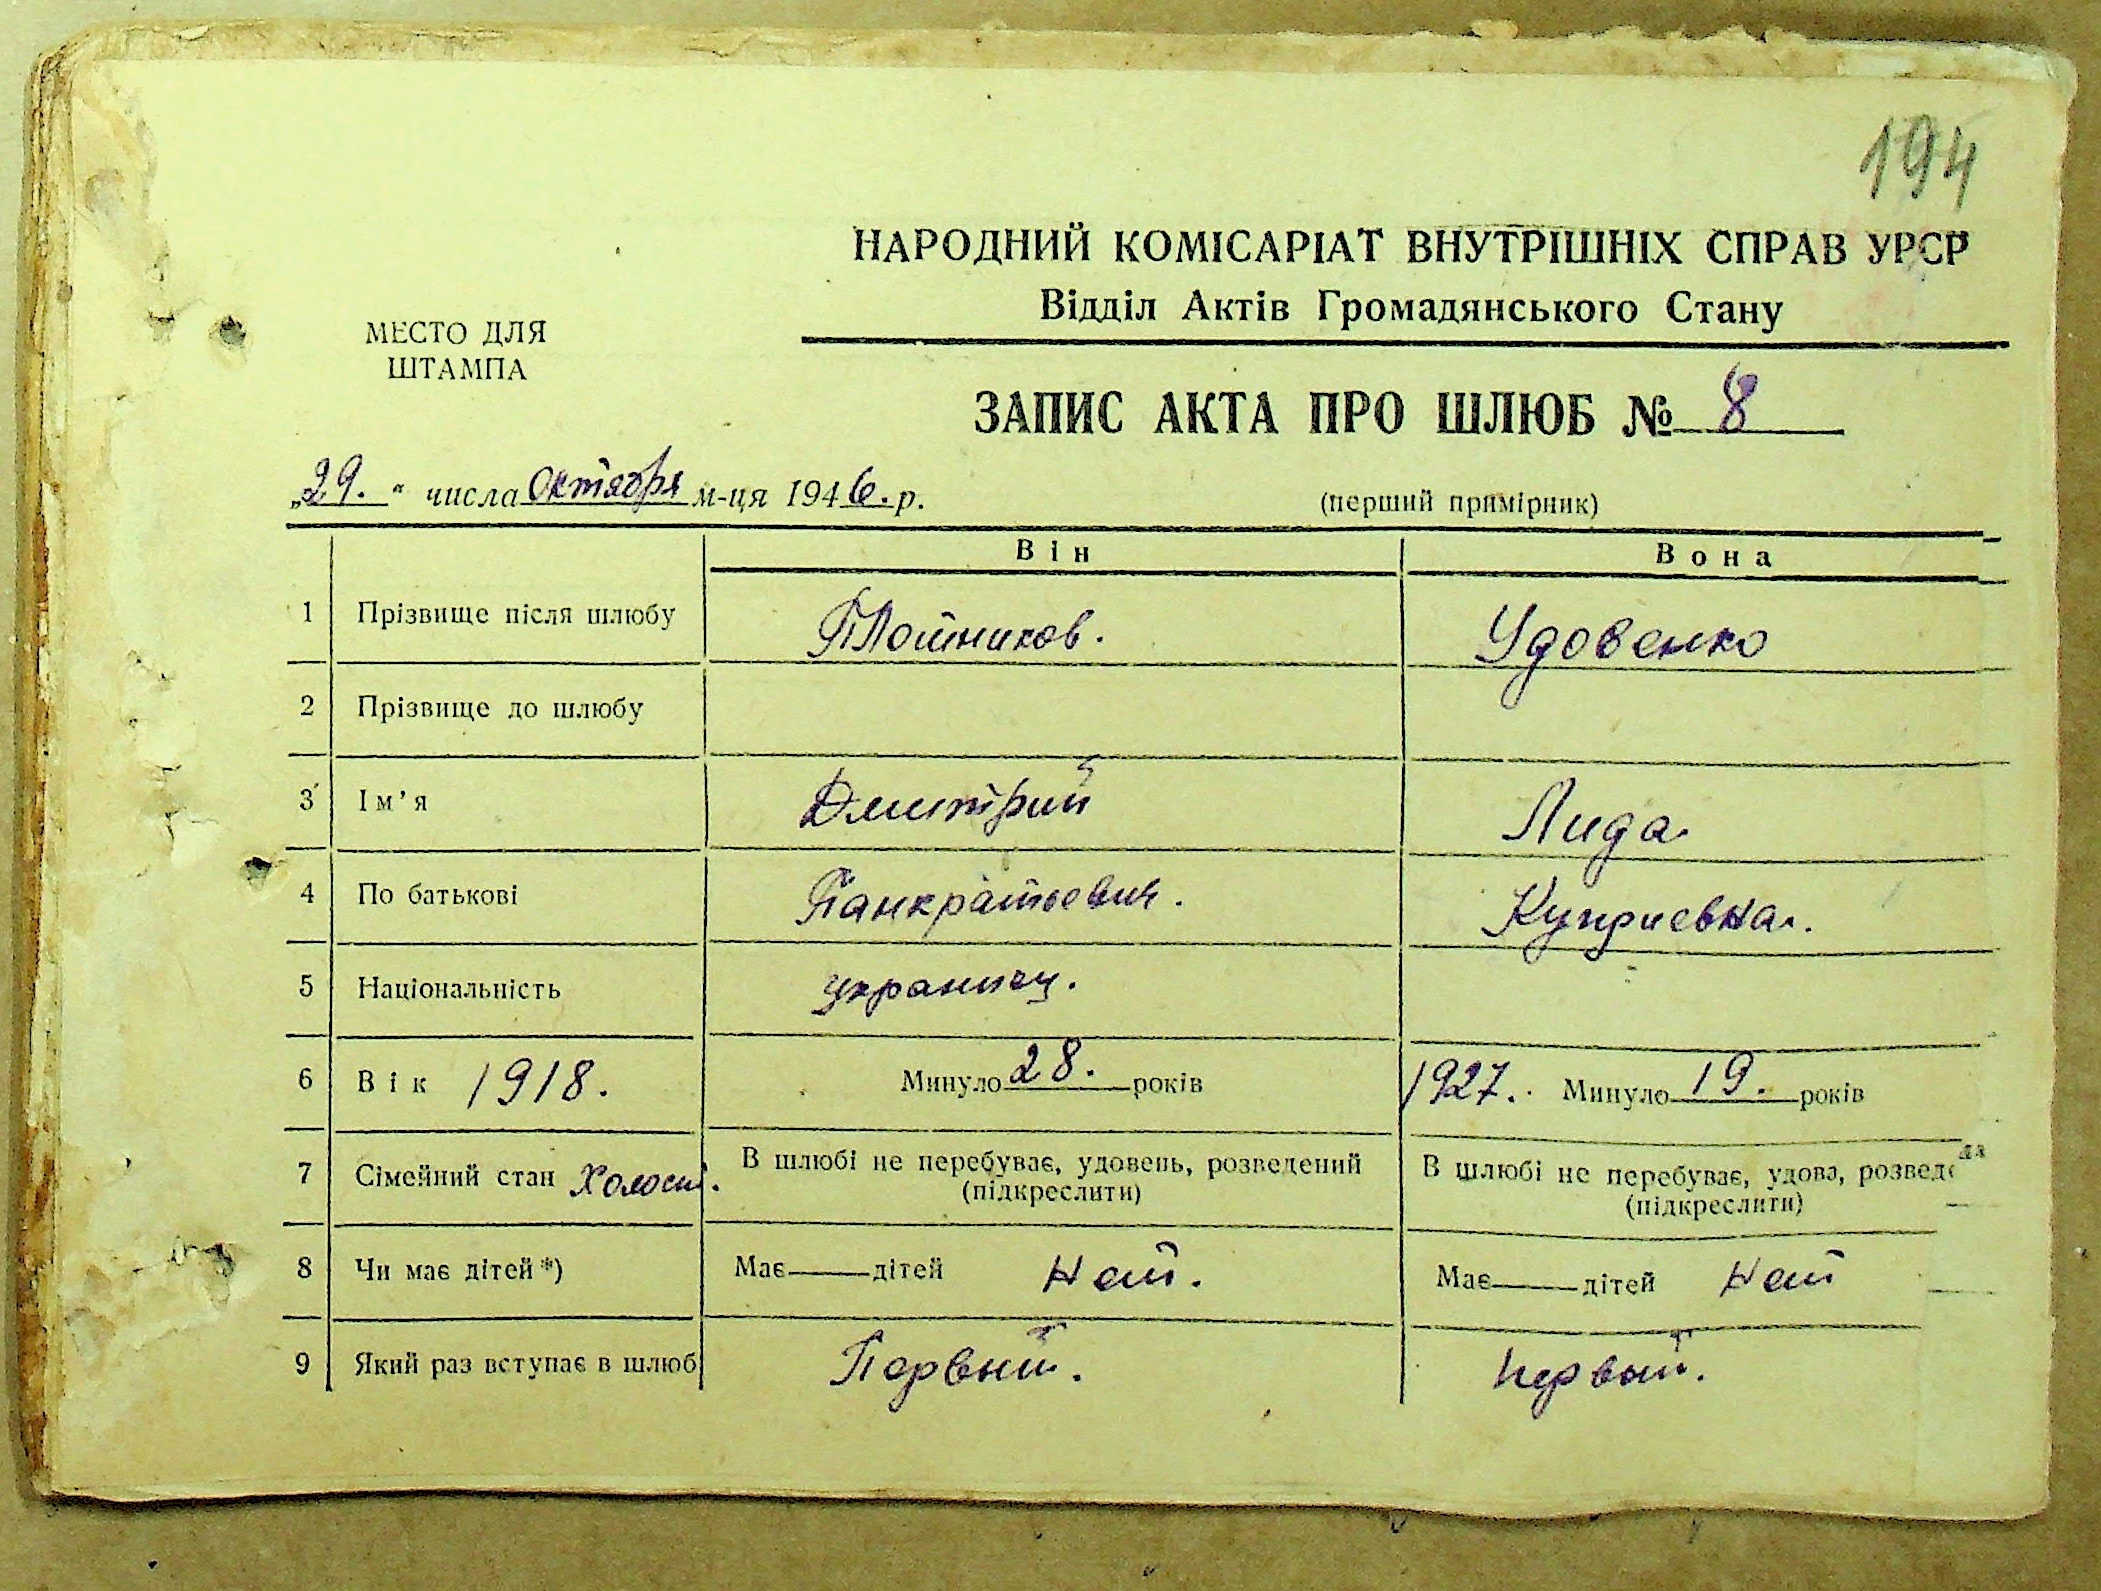 194
НАРОДНИЙ КОМІСАРІАТ ВНУТРІШНІХ СПРАВ УРСР
Відділ Актів Громадянського Стану
МЕСТО ДЛЯ
ШТАМПА
ЗАПИС АКТА ПРО ШЛЮБ № 8
„29.“ числа октября м-ця 1946. р.
(перший примірник)
Він Вона
1 Прізвище після шлюбу Плотников. Удовенко
2 Прізвище до шлюбу
3 Ім’я Дмитрий Лида
4 По батькові Панкратьевич. Куприевна.
5 Національність украинец.
6 Вік 1918. Минуло 28. років 1927. Минуло 19. років
7 Сімейний стан Холост. В шлюбі не перебуває, удовець, розведений В шлюбі не перебуває, удова, розведе
(підкреслити) (підкреслити)
8 Чи має дітей*) Має дітей Нет. Має дітей Нет
9 Який раз вступає в шлюб Первый. первый.